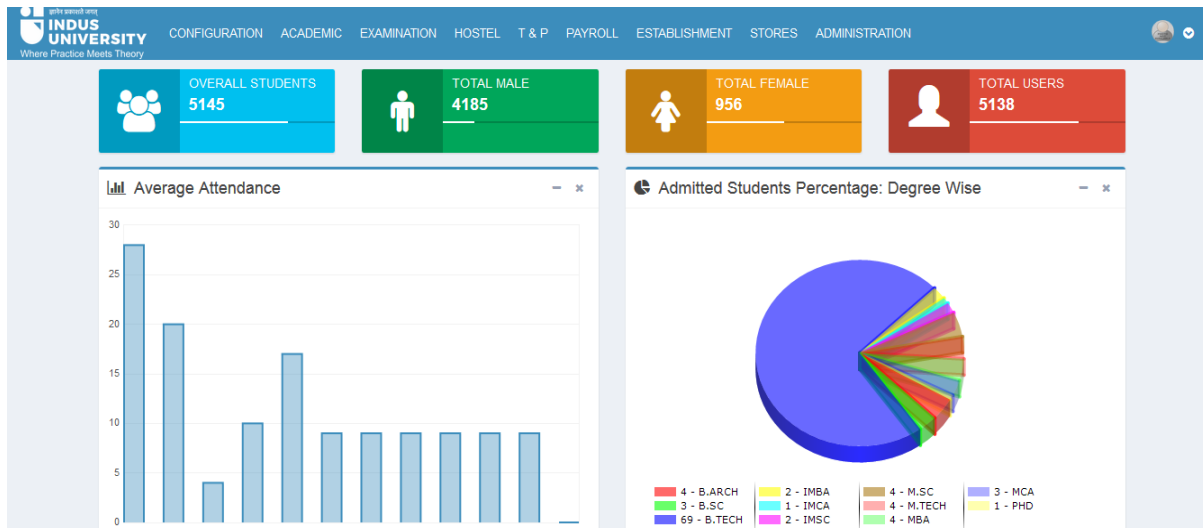 ज्ञानेन प्रकाशते जगत्
INDUS
UNIVERSITY
Where Practice Meets Theory
CONFIGURATION ACADEMIC EXAMINATION HOSTEL T & P PAYROLL ESTABLISHMENT STORES ADMINISTRATION
OVERALL STUDENTS
5145
TOTAL MALE
4185
TOTAL FEMALE
956
TOTAL USERS
5138
Average Attendance
30
25
20
15
10
5
0
Admitted Students Percentage: Degree Wise
4 - B.ARCH 2 - IMBA 4 - M.SC 3 - MCA
3 - B.SC 1 - IMCA 4 - M.TECH 1 - PHD
69 - B.TECH 2 - IMSC 4 - MBA